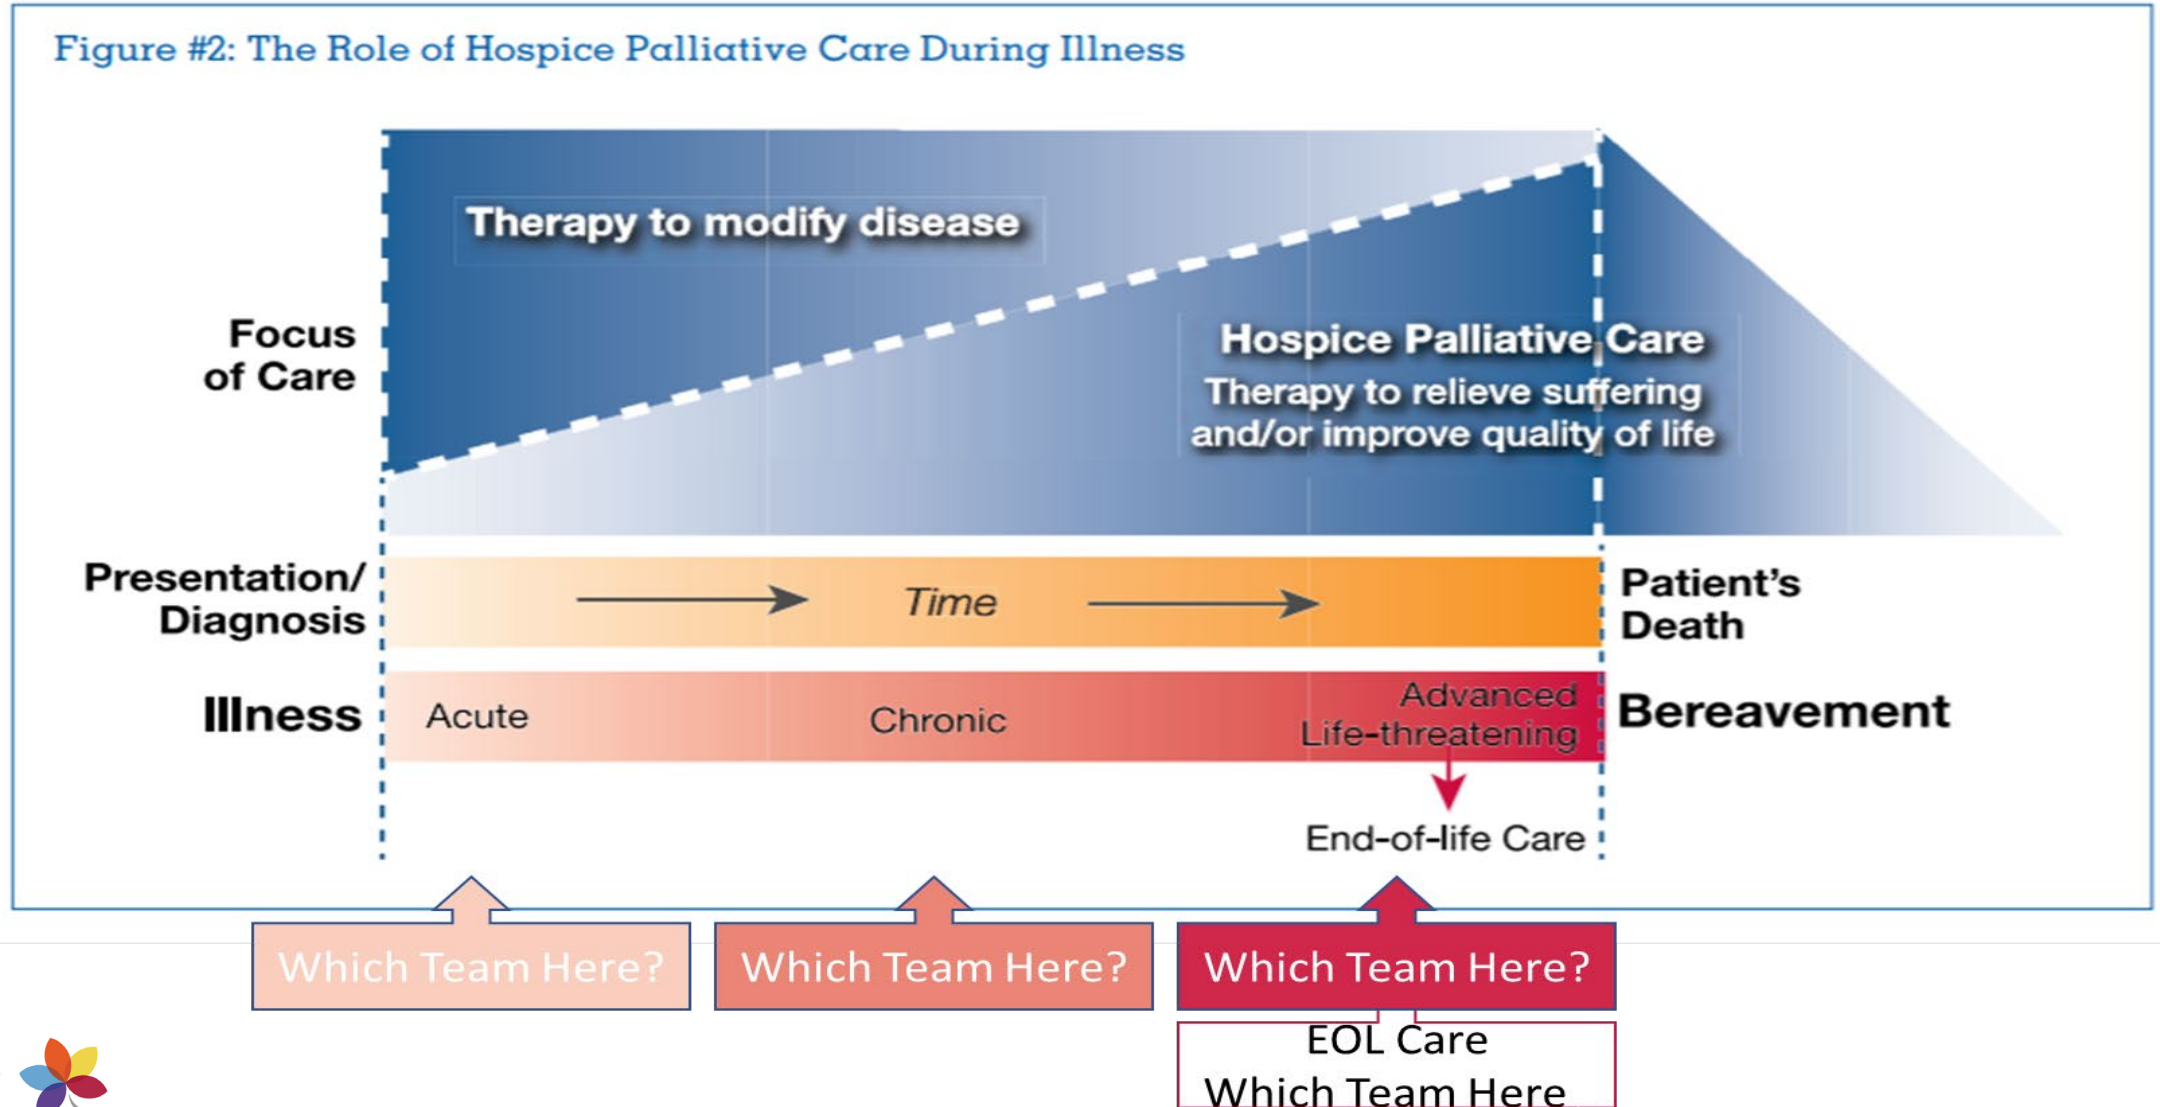 Figure #2: The Role of Hospice Palliative Care During Illness
Therapy to modify disease
Focus
of Care
Hospice Palliative Care
Therapy to relieve suffering
and/or improve quality of life
Presentation/
Diagnosis
Time
Patient's
Death
Illness
Acute
Chronic
Advanced
Life-threatening
Bereavement
End-of-life Care
Which Team Here?
Which Team Here?
Which Team Here?
EOL Care
Which Team Here